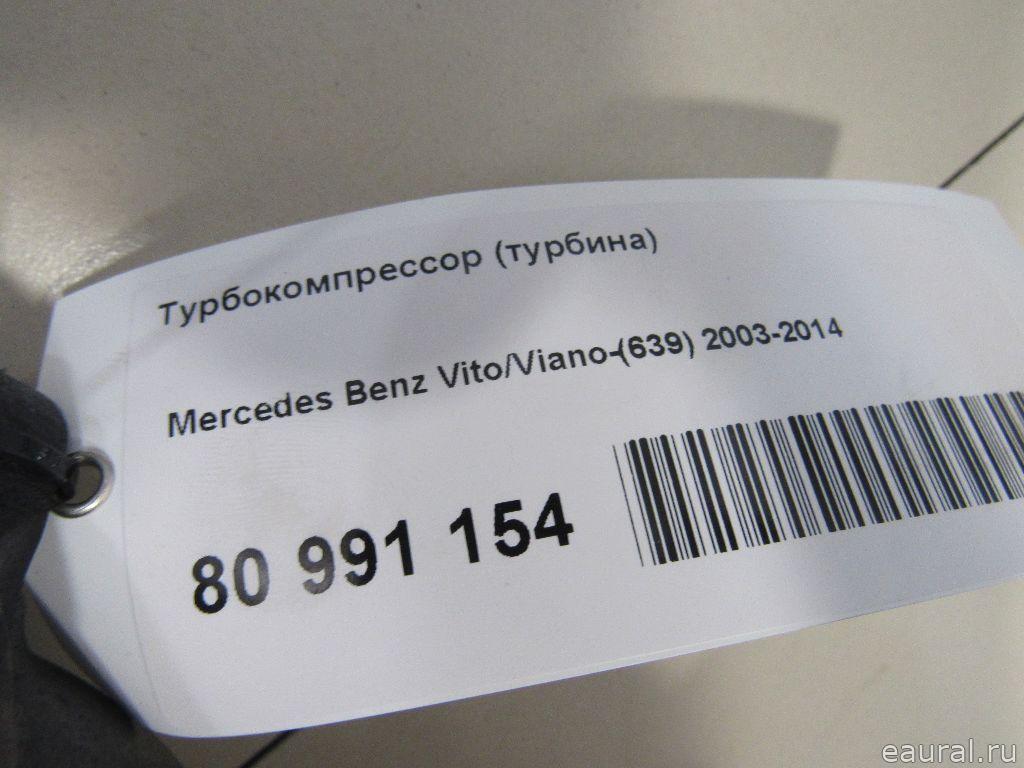 Турбокомпрессор (турбина)
Mercedes Benz Vito/Viano-(639) 2003-2014
80 991 154
eaural.ru